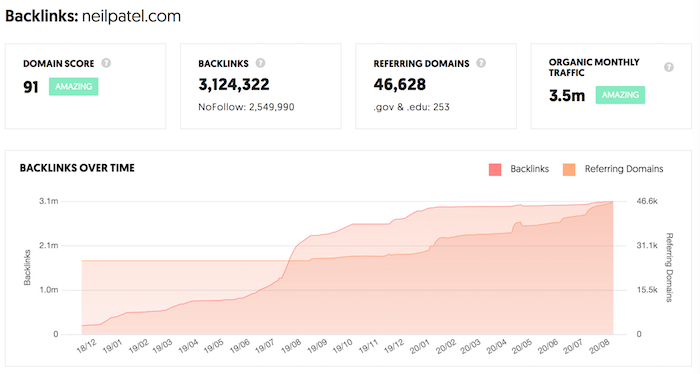 Backlinks: neilpatel.com
DOMAIN SCORE ?
91 AMAZING
BACKLINKS ?
3,124,322
NoFollow: 2,549,990
REFERRING DOMAINS ?
46,628
.gov & .edu: 253
ORGANIC MONTHLY
TRAFFIC ?
3.5m AMAZING
BACKLINKS OVER TIME
Backlinks Referring Domains
3.1m 46.6k
2.1m 31.1k
1.0m 15.5k
0 0
Backlinks
Referring Domains
18/12 19/01 19/02 19/03 19/04 19/05 19/06 19/07 19/08 19/09 19/10 19/11 19/12 20/01 20/03 20/04 20/05 20/06 20/07 20/08